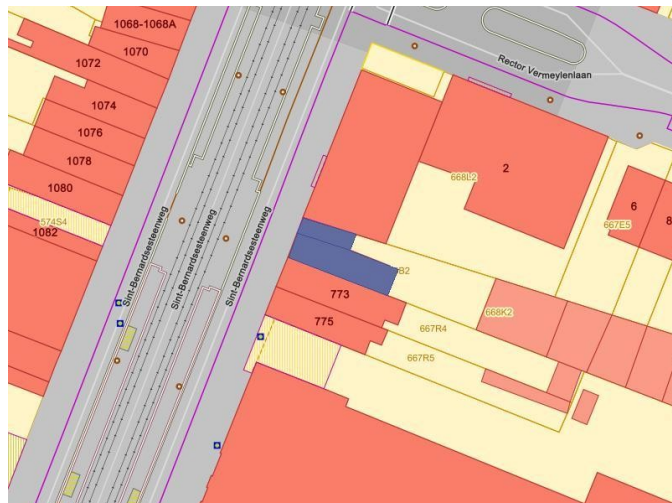 1068-1068A
1070
1072
Rector Vermeylenlaan
1074
1076
1078
2
1080
668L2
6
574S4
667E5
8
1082
Sint-Bernardsesteenweg
Sint-Bernardsesteenweg
Sint-Bernardsesteenweg
B2
773
668K2
775
667R4
667R5